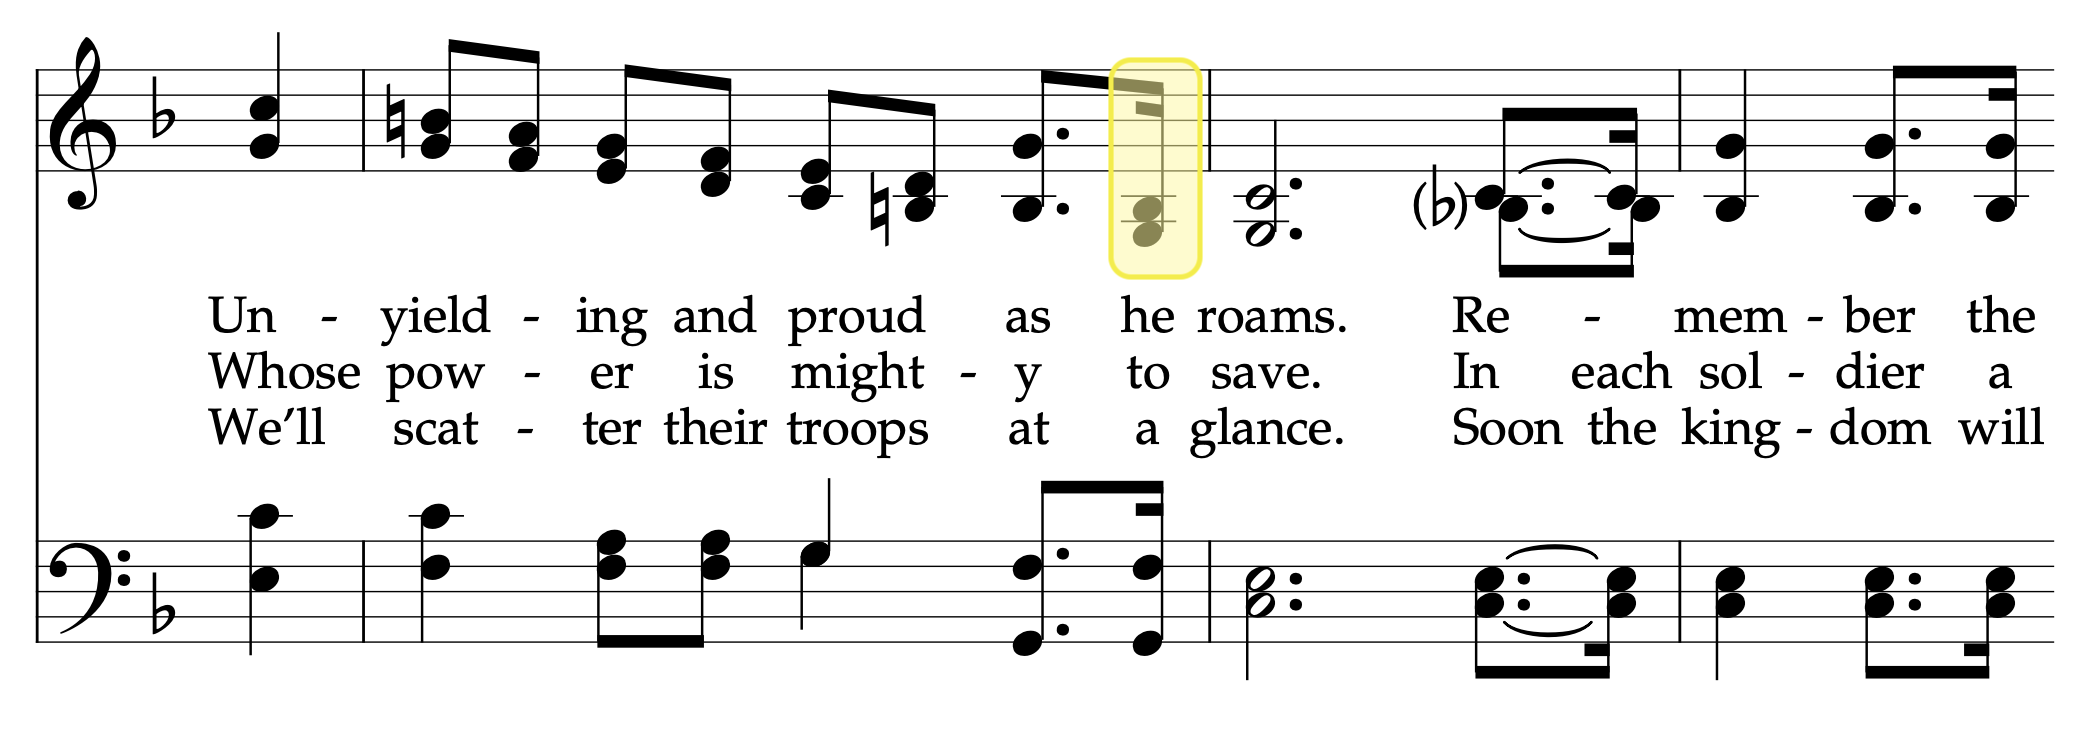 Un - yield - ing and proud as he roams. Re - mem - ber the
Whose pow - er is might - y to save. In each sol - dier a
We’ll scat - ter their troops at a glance. Soon the king - dom will